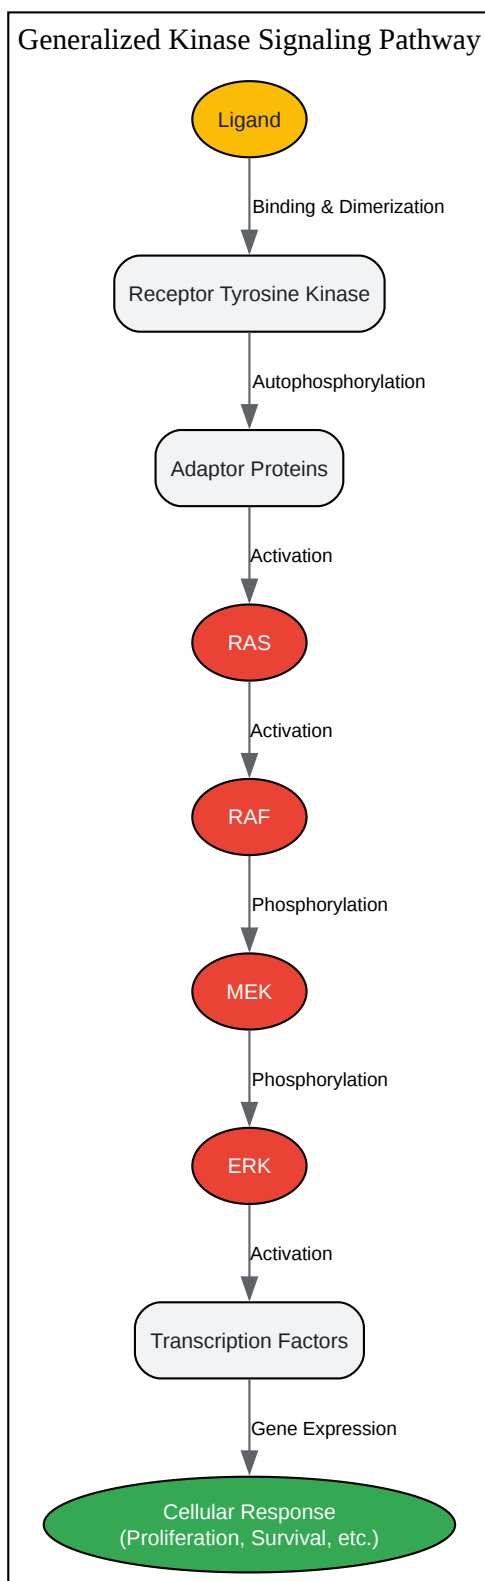 Generalized Kinase Signaling Pathway
Ligand
Binding & Dimerization
Receptor Tyrosine Kinase
Autophosphorylation
Adaptor Proteins
Activation
RAS
Activation
RAF
Phosphorylation
MEK
Phosphorylation
ERK
Activation
Transcription Factors
Gene Expression
Cellular Response
(Proliferation, Survival, etc.)